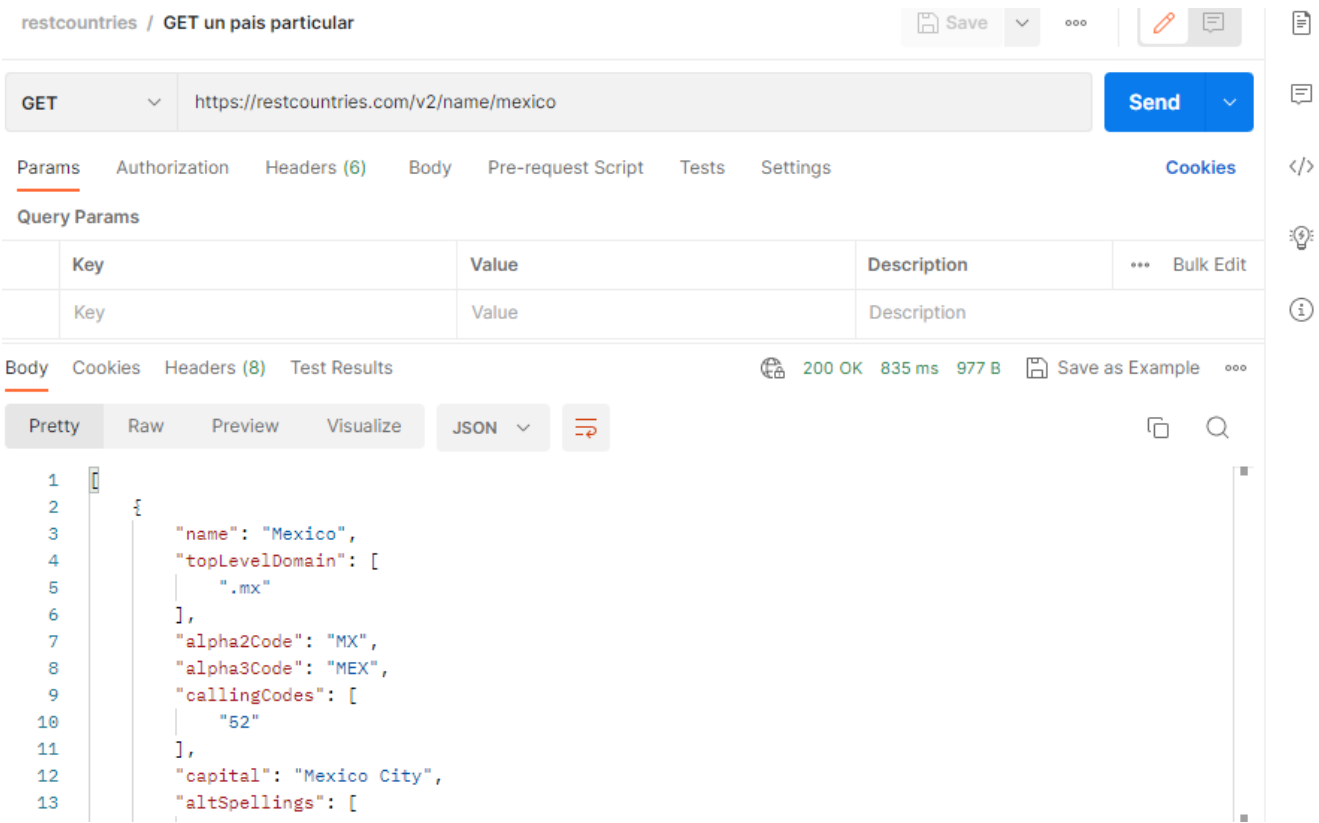 restcountries / GET un pais particular Save
GET https://restcountries.com/v2/name/mexico Send
Params Authorization Headers (6) Body Pre-request Script Tests Settings Cookies
Query Params
Key Value Description Bulk Edit
Key Value Description
Body Cookies Headers (8) Test Results 200 OK 835 ms 977 B Save as Example
Pretty Raw Preview Visualize JSON
1 [
2 {
3 "name": "Mexico",
4 "topLevelDomain": [
5 ".mx"
6 ],
7 "alpha2Code": "MX",
8 "alpha3Code": "MEX",
9 "callingCodes": [
10 "52"
11 ],
12 "capital": "Mexico City",
13 "altSpellings": [